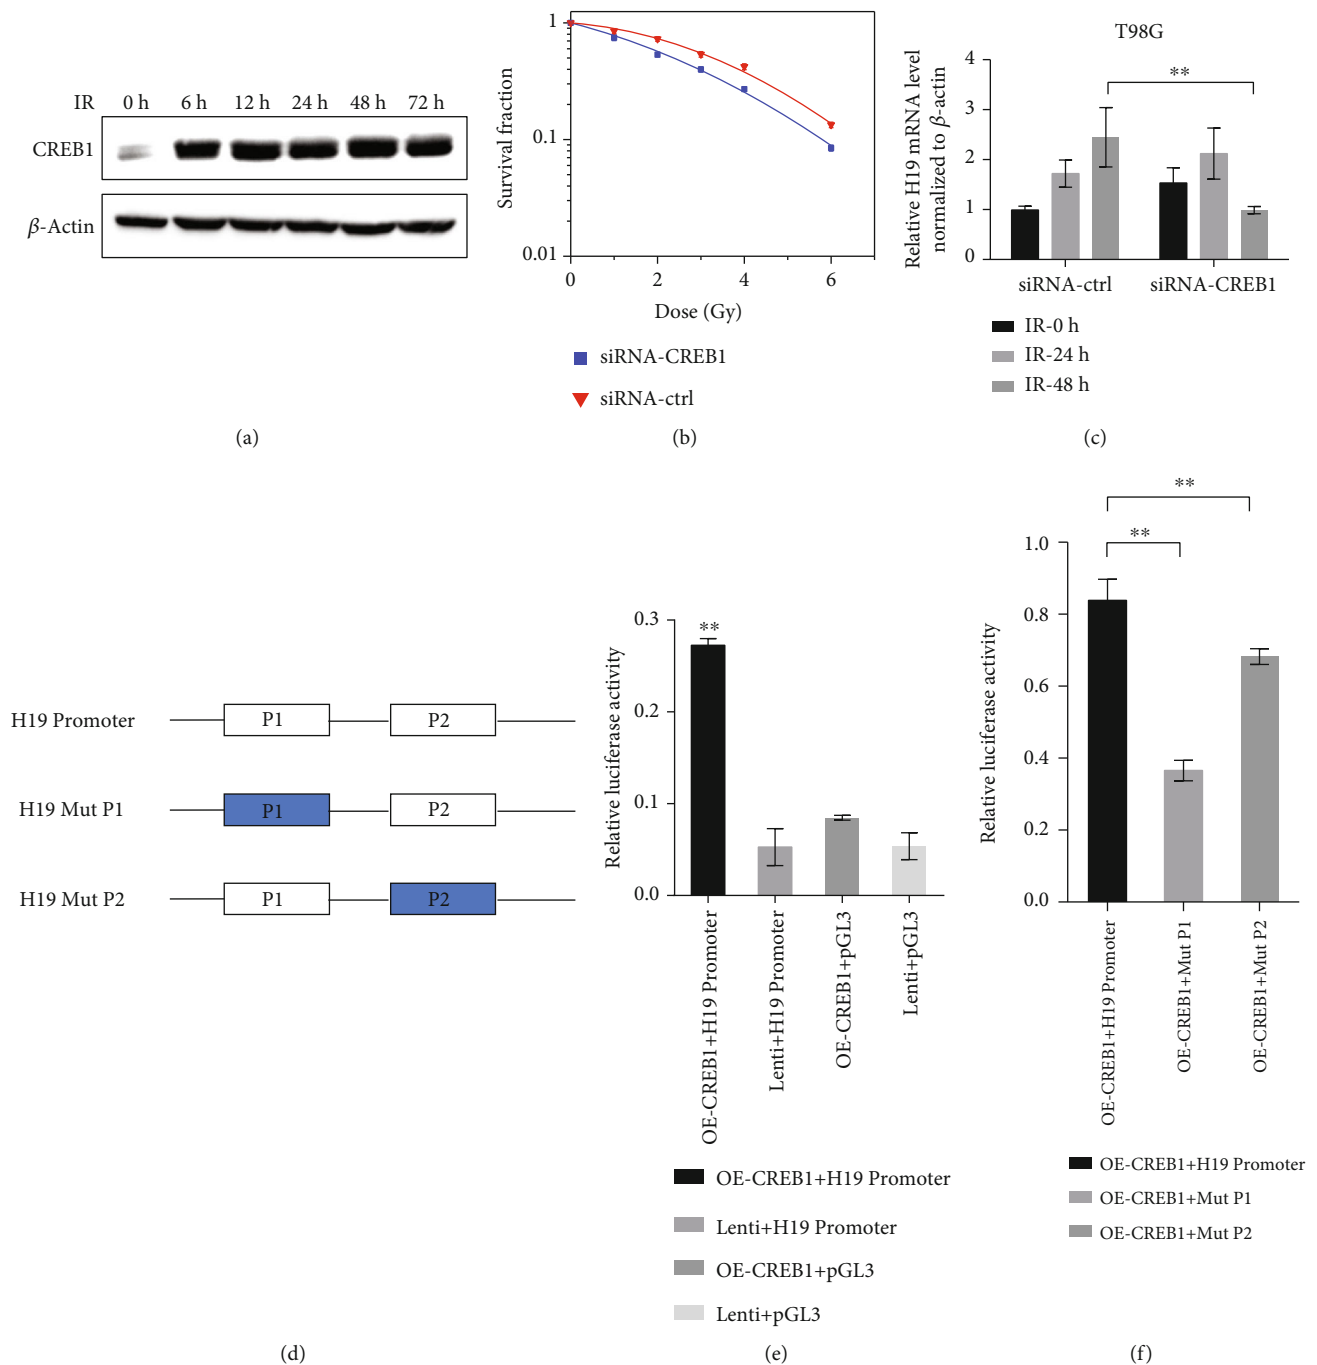 IR 0 h 6 h 12 h 24 h 48 h 72 h
CREB1
β-Actin
(a)
Survival fraction
1
0.1
0.01
0 2 4 6
Dose (Gy)
siRNA-CREB1
siRNA-ctrl
(b)
T98G
Relative H19 mRNA level
normalized to β-actin
4
3
2
1
0
**
siRNA-ctrl siRNA-CREB1
IR-0 h
IR-24 h
IR-48 h
(c)
H19 Promoter P1 P2
H19 Mut P1 P1 P2
H19 Mut P2 P1 P2
(d)
Relative luciferase activity
0.3
0.2
0.1
0.0
**
OE-CREB1+H19 Promoter
Lenti+H19 Promoter
OE-CREB1+pGL3
Lenti+pGL3
OE-CREB1+H19 Promoter
Lenti+H19 Promoter
OE-CREB1+pGL3
Lenti+pGL3
(e)
Relative luciferase activity
1.0
0.8
0.6
0.4
0.2
0.0
**
**
OE-CREB1+H19 Promoter
OE-CREB1+Mut P1
OE-CREB1+Mut P2
OE-CREB1+H19 Promoter
OE-CREB1+Mut P1
OE-CREB1+Mut P2
(f)